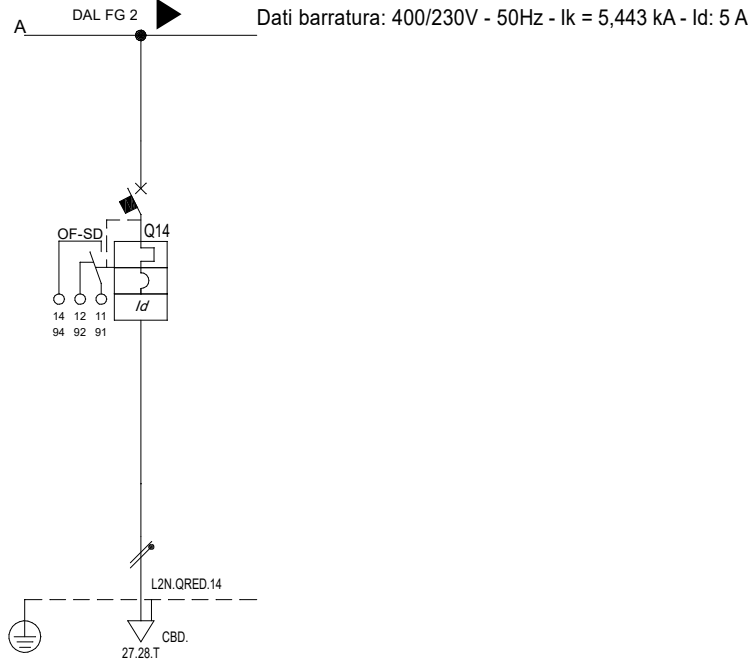 DAL FG 2
Dati barratura: 400/230V - 50Hz - Ik = 5,443 kA - Id: 5 A
A
OF-SD
Q14
Id
14 12 11
94 92 91
L2N.QRED.14
CBD.
27.28.T